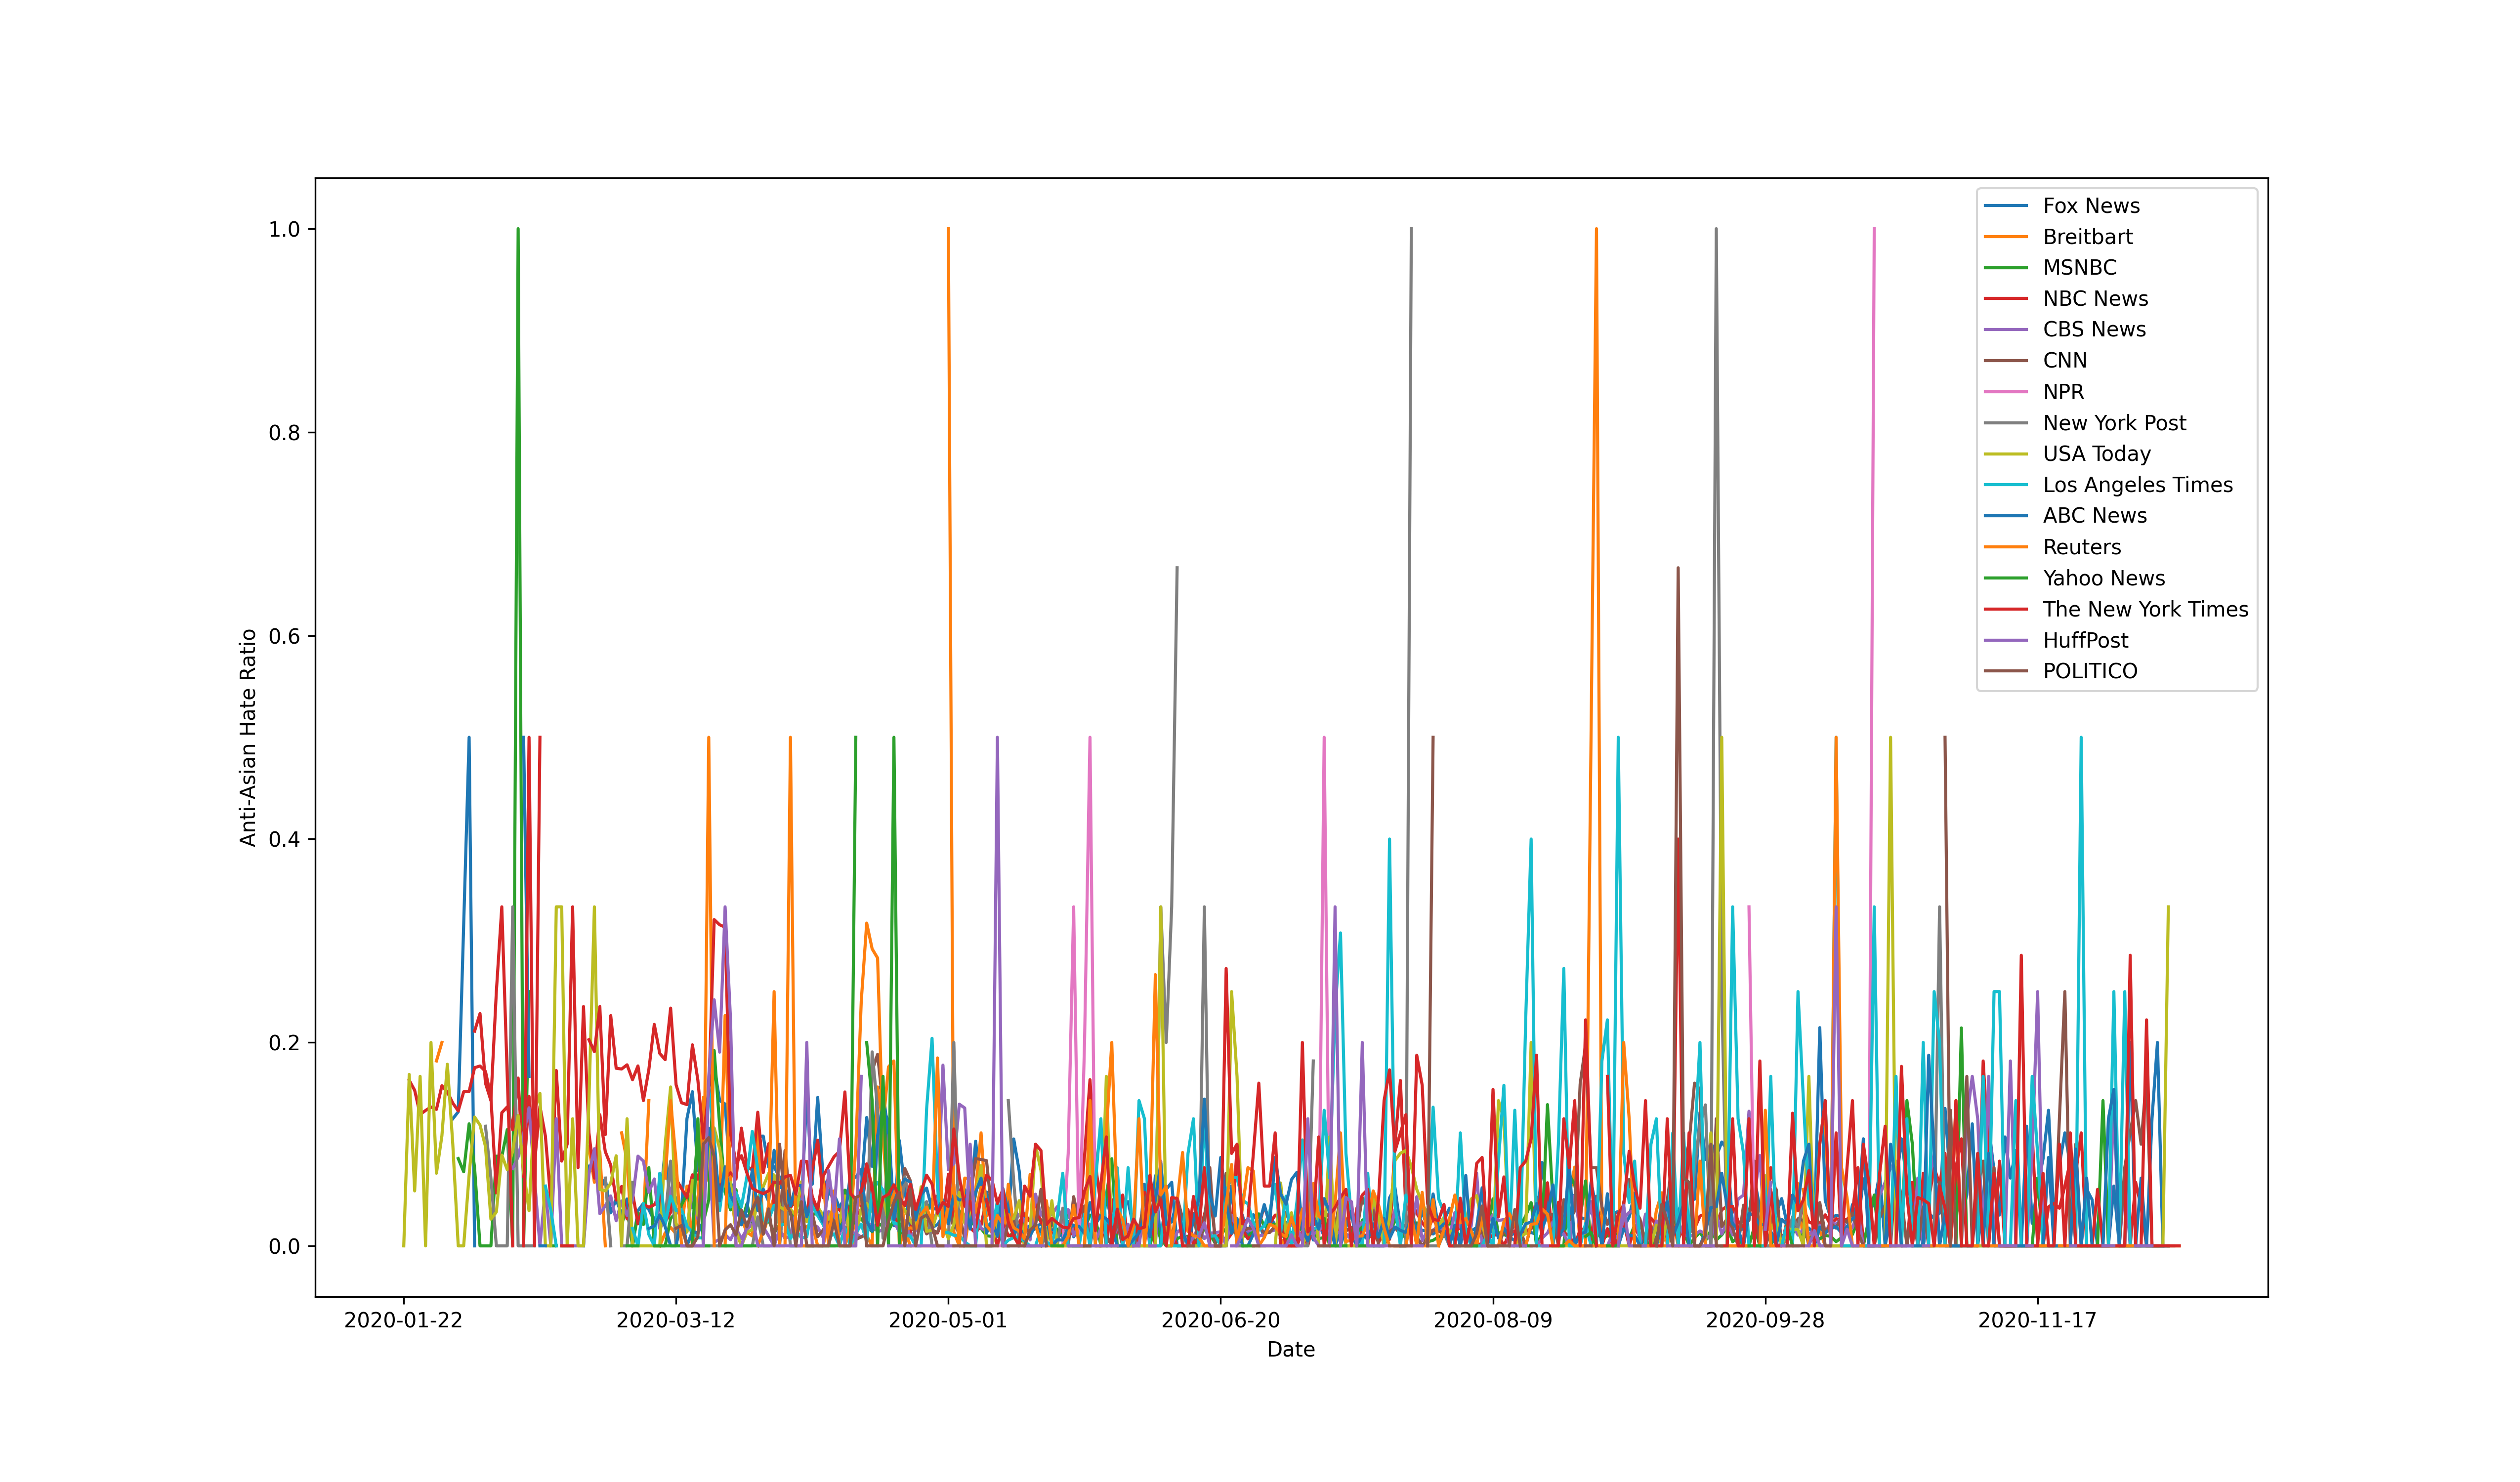 1.0
0.8
0.6
0.4
0.2
0.0
Anti-Asian Hate Ratio
2020-01-22
2020-03-12
2020-05-01
2020-06-20
2020-08-09
2020-09-28
2020-11-17
Date
Fox News
Breitbart
MSNBC
NBC News
CBS News
CNN
NPR
New York Post
USA Today
Los Angeles Times
ABC News
Reuters
Yahoo News
The New York Times
HuffPost
POLITICO